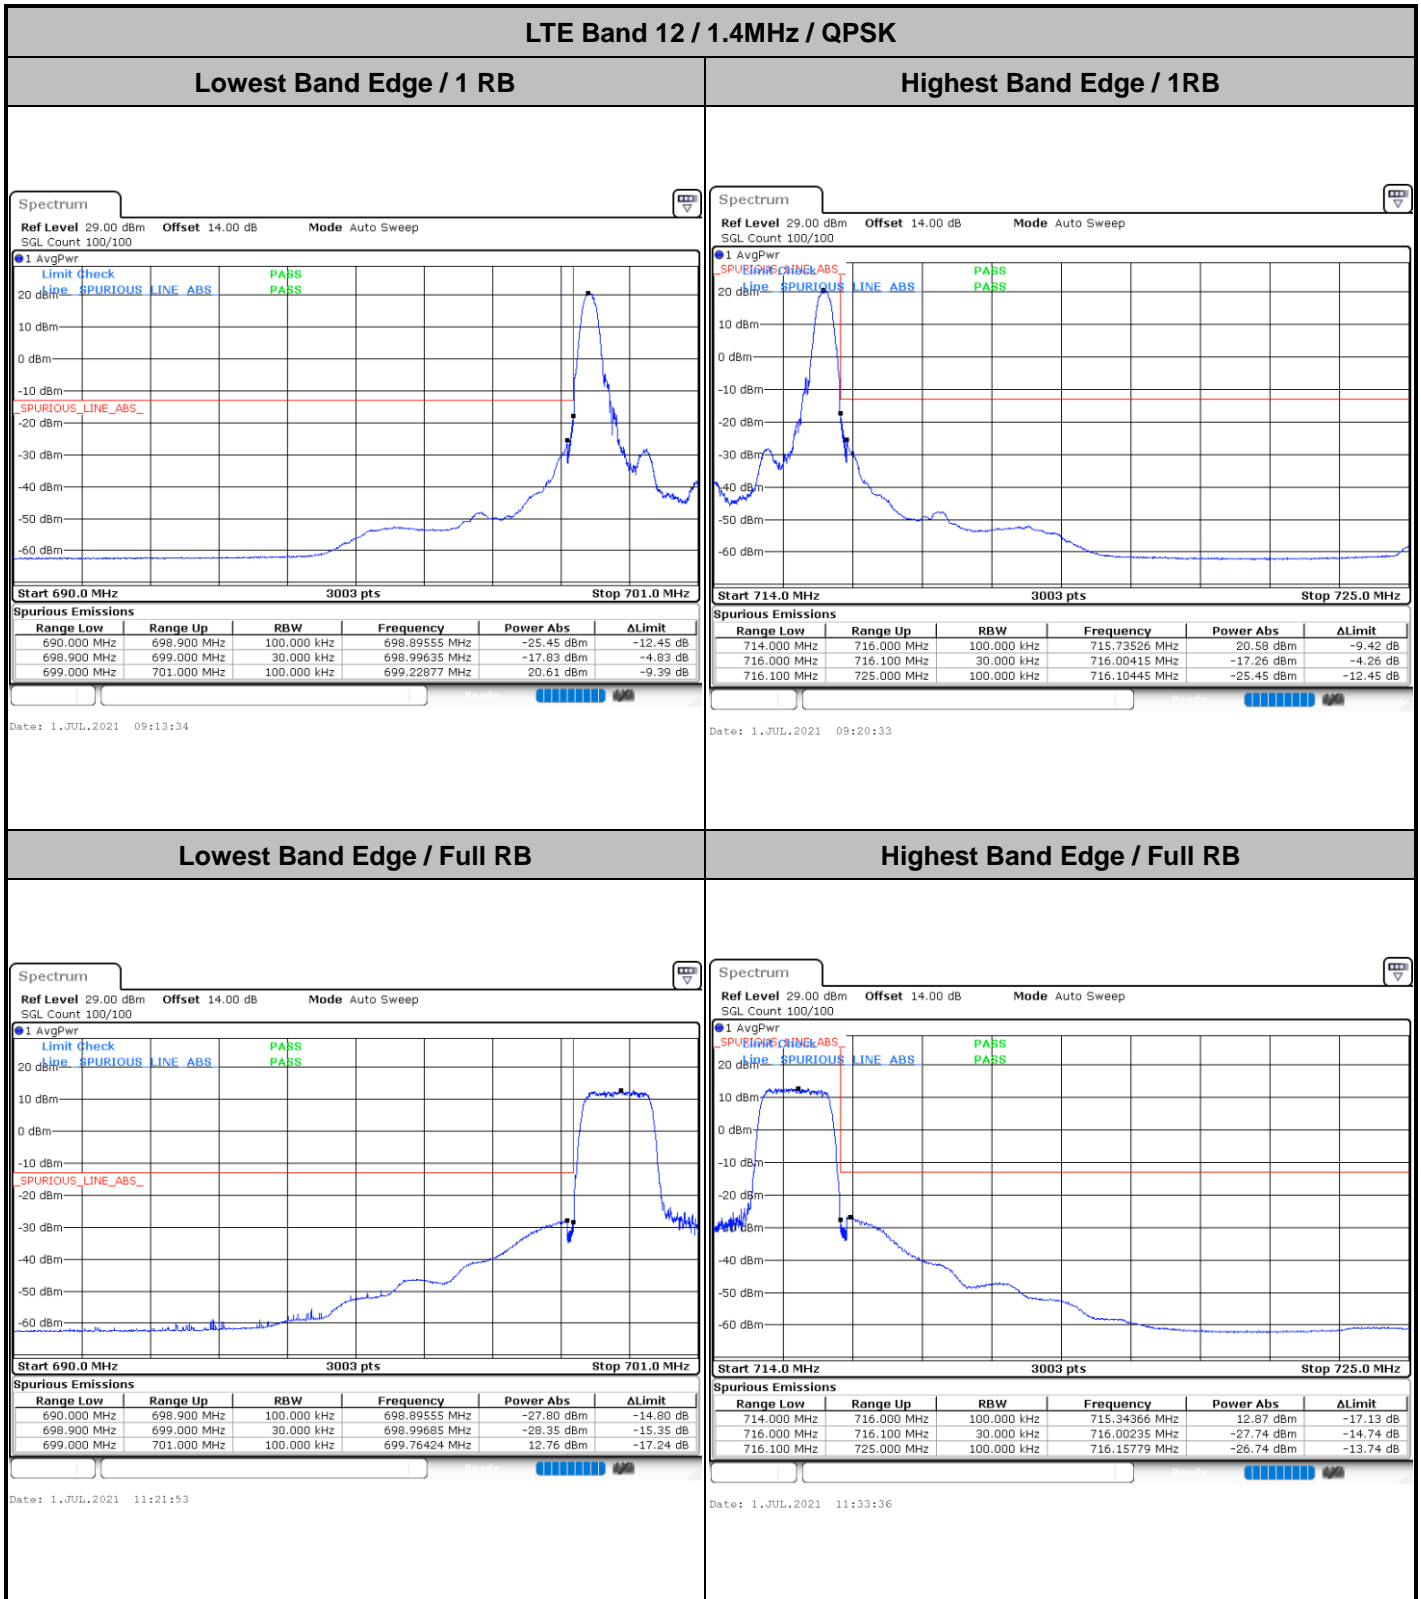 LTE Band 12 / 1.4MHz / QPSK
Lowest Band Edge / 1 RB
Highest Band Edge / 1RB
Spectrum
Ref Level 29.00 dBm Offset 14.00 dB Mode Auto Sweep
SGL Count 100/100
1 AvgPwr
Limit Check PASS
Line _SPURIOUS_LINE_ABS_ PASS
20 dBm
10 dBm
0 dBm
-10 dBm
_SPURIOUS_LINE_ABS_
-20 dBm
-30 dBm
-40 dBm
-50 dBm
-60 dBm
Start 690.0 MHz 3003 pts Stop 701.0 MHz
Spurious Emissions
Range Low Range Up RBW Frequency Power Abs ΔLimit
690.000 MHz 698.900 MHz 100.000 kHz 698.89555 MHz -25.45 dBm -12.45 dB
698.900 MHz 699.000 MHz 30.000 kHz 698.99635 MHz -17.83 dBm -4.83 dB
699.000 MHz 701.000 MHz 100.000 kHz 699.22877 MHz 20.61 dBm -9.39 dB
Ready
Date: 1.JUL.2021 09:13:34
Spectrum
Ref Level 29.00 dBm Offset 14.00 dB Mode Auto Sweep
SGL Count 100/100
1 AvgPwr
_SPURIOUS_LINE_ABS_
Limit Check PASS
Line _SPURIOUS_LINE_ABS_ PASS
20 dBm
10 dBm
0 dBm
-10 dBm
-20 dBm
-30 dBm
-40 dBm
-50 dBm
-60 dBm
Start 714.0 MHz 3003 pts Stop 725.0 MHz
Spurious Emissions
Range Low Range Up RBW Frequency Power Abs ΔLimit
714.000 MHz 716.000 MHz 100.000 kHz 715.73526 MHz 20.58 dBm -9.42 dB
716.000 MHz 716.100 MHz 30.000 kHz 716.00415 MHz -17.26 dBm -4.26 dB
716.100 MHz 725.000 MHz 100.000 kHz 716.10445 MHz -25.45 dBm -12.45 dB
Ready
Date: 1.JUL.2021 09:20:33
Lowest Band Edge / Full RB
Highest Band Edge / Full RB
Spectrum
Ref Level 29.00 dBm Offset 14.00 dB Mode Auto Sweep
SGL Count 100/100
1 AvgPwr
Limit Check PASS
Line _SPURIOUS_LINE_ABS_ PASS
20 dBm
10 dBm
0 dBm
-10 dBm
_SPURIOUS_LINE_ABS_
-20 dBm
-30 dBm
-40 dBm
-50 dBm
-60 dBm
Start 690.0 MHz 3003 pts Stop 701.0 MHz
Spurious Emissions
Range Low Range Up RBW Frequency Power Abs ΔLimit
690.000 MHz 698.900 MHz 100.000 kHz 698.89555 MHz -27.80 dBm -14.80 dB
698.900 MHz 699.000 MHz 30.000 kHz 698.99685 MHz -28.35 dBm -15.35 dB
699.000 MHz 701.000 MHz 100.000 kHz 699.76424 MHz 12.76 dBm -17.24 dB
Ready
Date: 1.JUL.2021 11:21:53
Spectrum
Ref Level 29.00 dBm Offset 14.00 dB Mode Auto Sweep
SGL Count 100/100
1 AvgPwr
_SPURIOUS_LINE_ABS_
Limit Check PASS
Line _SPURIOUS_LINE_ABS_ PASS
20 dBm
10 dBm
0 dBm
-10 dBm
-20 dBm
-30 dBm
-40 dBm
-50 dBm
-60 dBm
Start 714.0 MHz 3003 pts Stop 725.0 MHz
Spurious Emissions
Range Low Range Up RBW Frequency Power Abs ΔLimit
714.000 MHz 716.000 MHz 100.000 kHz 715.34366 MHz 12.87 dBm -17.13 dB
716.000 MHz 716.100 MHz 30.000 kHz 716.00235 MHz -27.74 dBm -14.74 dB
716.100 MHz 725.000 MHz 100.000 kHz 716.15779 MHz -26.74 dBm -13.74 dB
Ready
Date: 1.JUL.2021 11:33:36